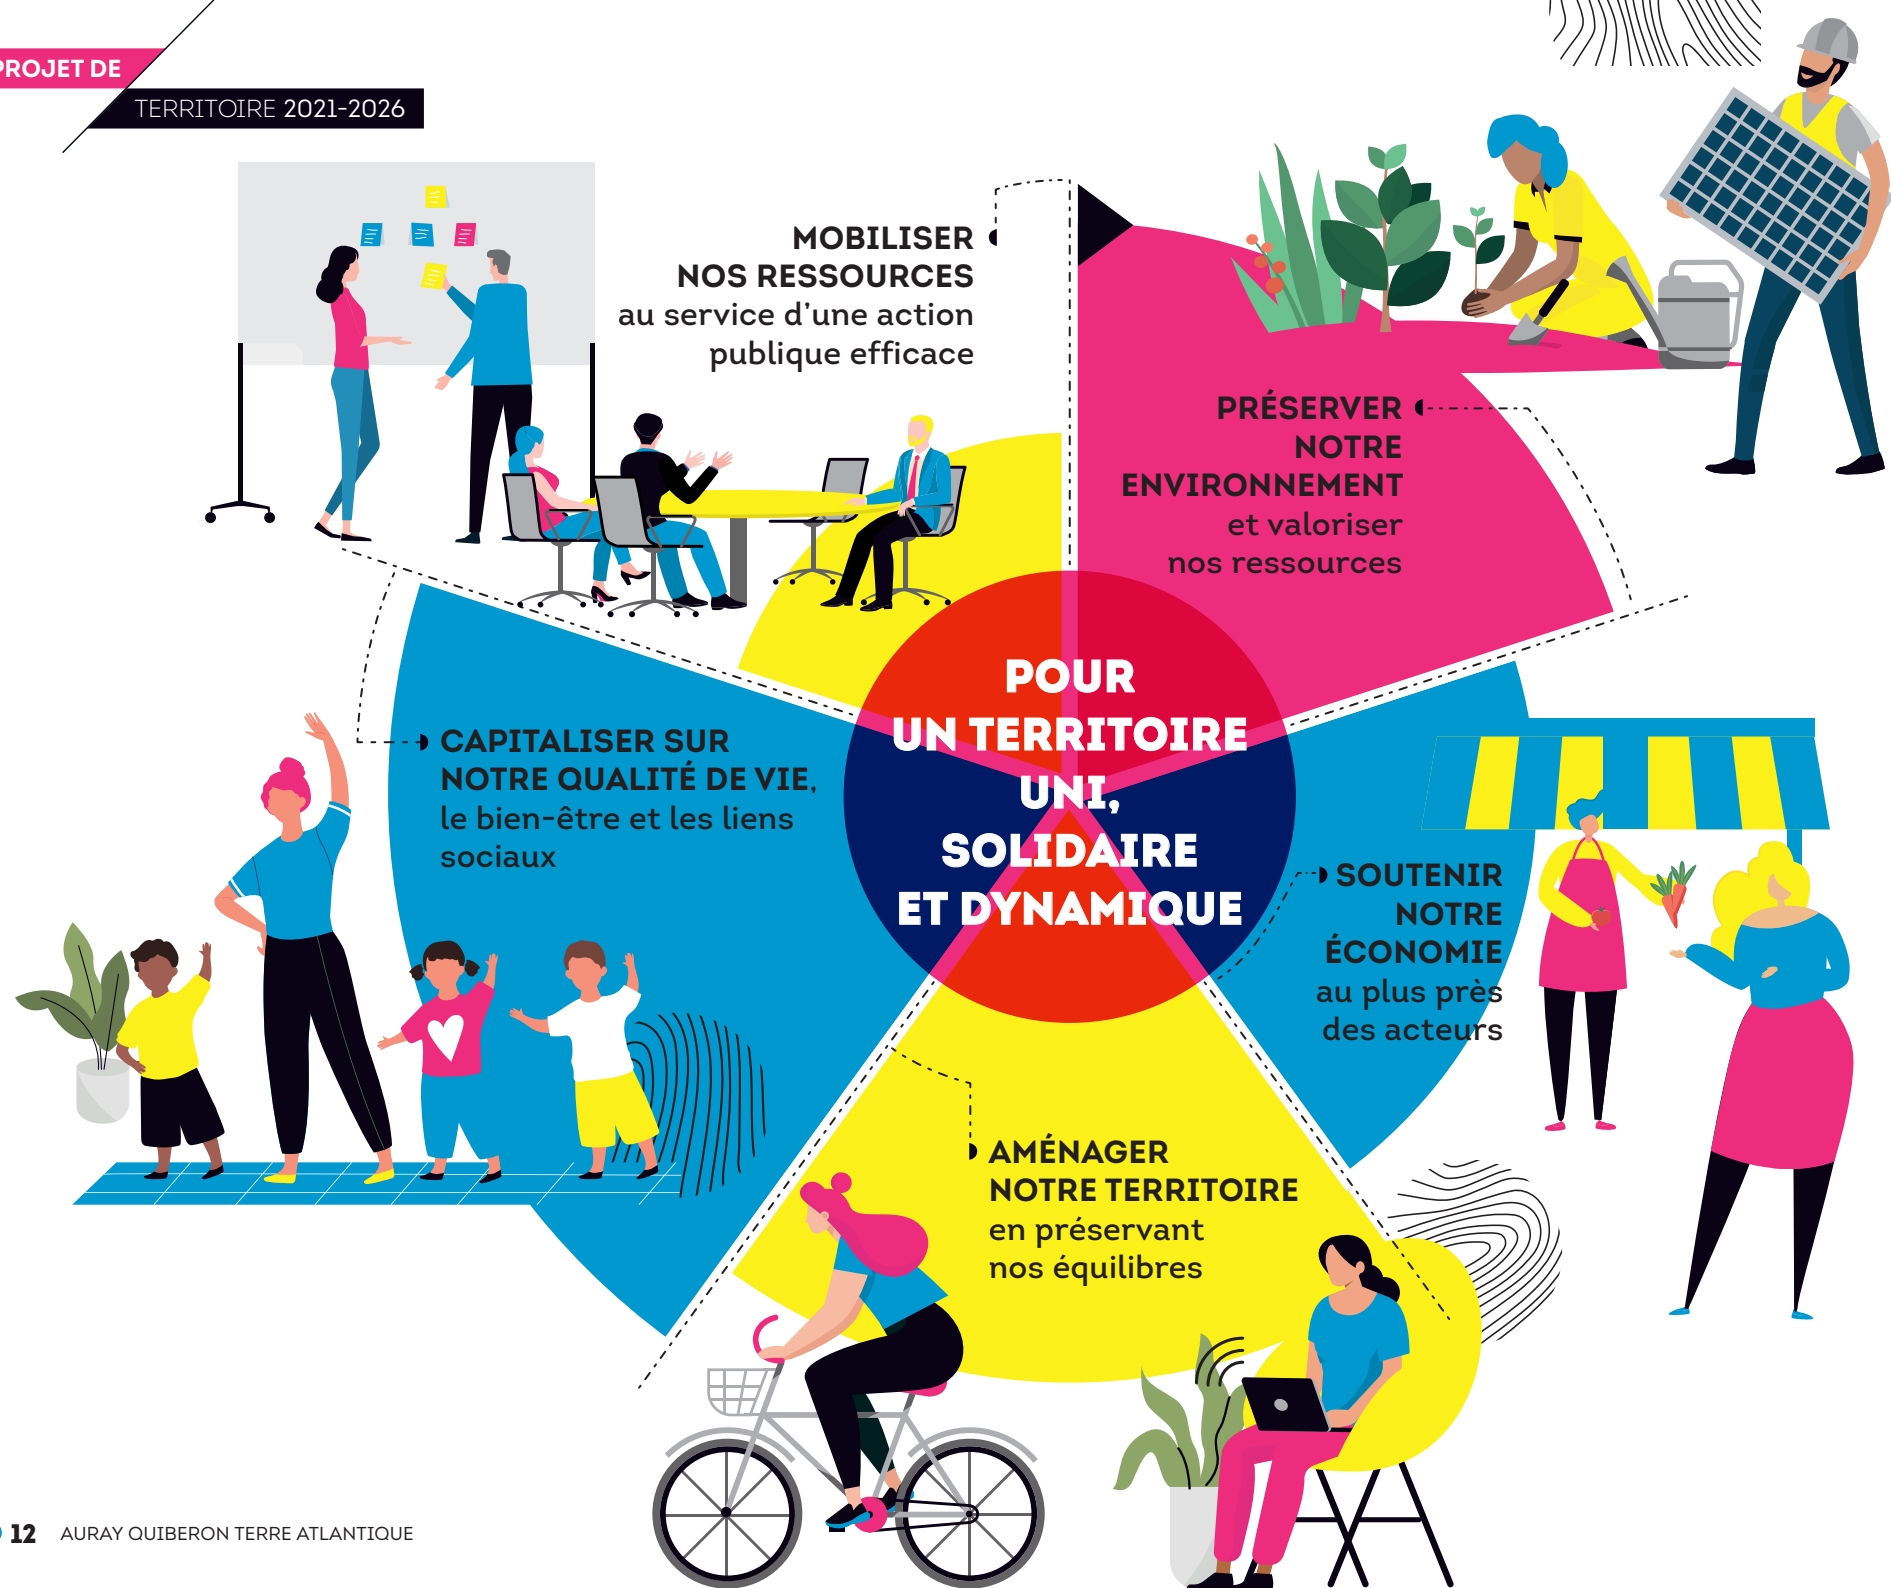 PROJET DE
TERRITOIRE 2021-2026
MOBILISER
NOS RESSOURCES
au service d'une action
publique efficace
PRÉSERVER
NOTRE
ENVIRONNEMENT
et valoriser
nos ressources
POUR
UN TERRITOIRE
UNI,
SOLIDAIRE
ET DYNAMIQUE
CAPITALISER SUR
NOTRE QUALITÉ DE VIE,
le bien-être et les liens
sociaux
SOUTENIR
NOTRE
ÉCONOMIE
au plus près
des acteurs
AMÉNAGER
NOTRE TERRITOIRE
en préservant
nos équilibres
12 AURAY QUIBERON TERRE ATLANTIQUE